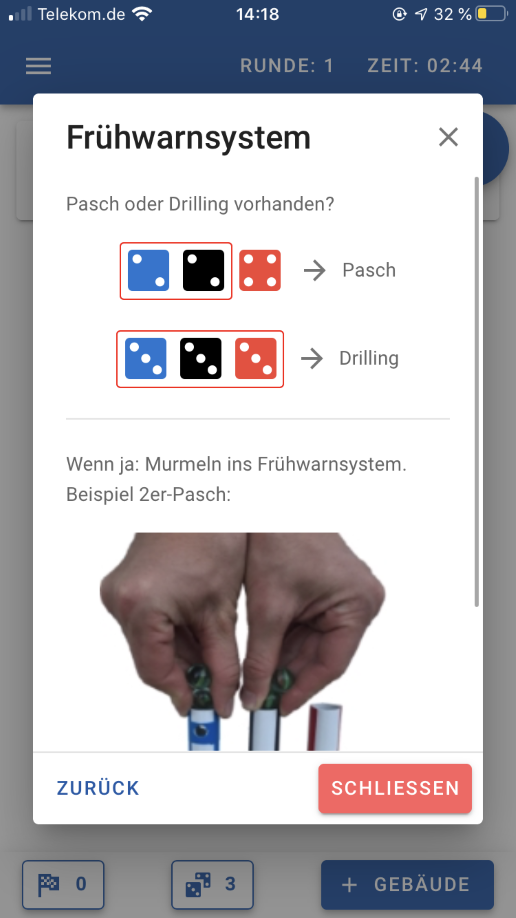 Telekom.de 14:18 32 %
RUNDE: 1 ZEIT: 02:44
Frühwarnsystem
Pasch oder Drilling vorhanden?
Pasch
Drilling
Wenn ja: Murmeln ins Frühwarnsystem.
Beispiel 2er-Pasch:
ZURÜCK SCHLIESSEN
0 3 + GEBÄUDE